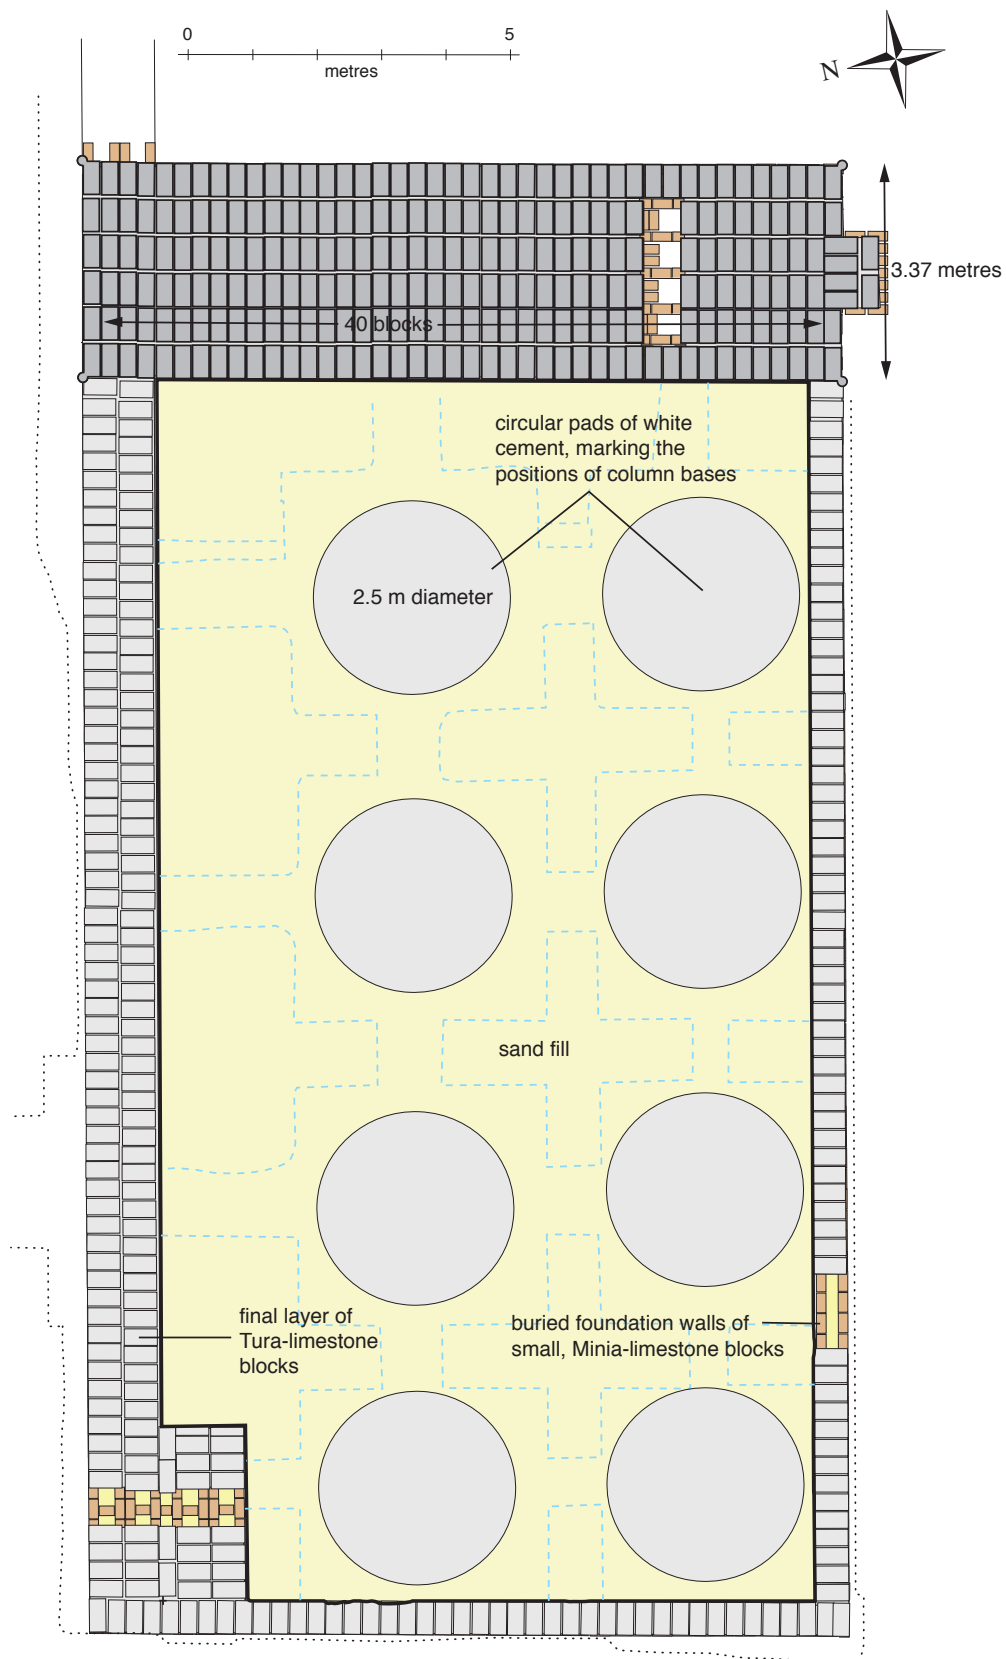 0 5
metres
N
3.37 metres
40 blocks
circular pads of white
cement, marking the
positions of column bases
2.5 m diameter
sand fill
final layer of
Tura-limestone
blocks
buried foundation walls of
small, Minia-limestone blocks